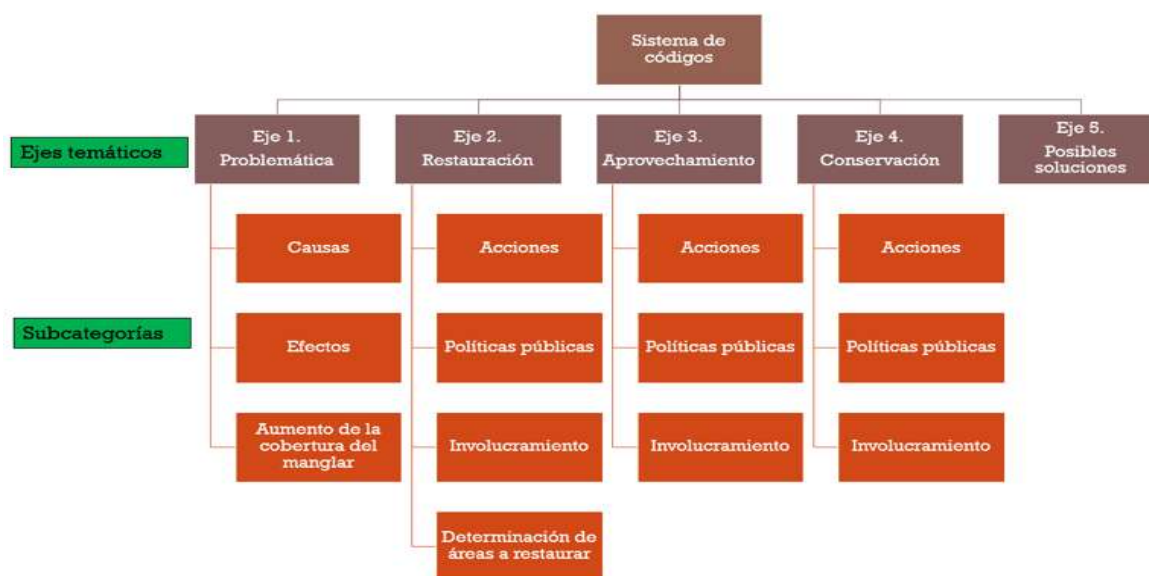 Sistema de
códigos
Ejes temáticos
Eje 1.
Problemática
Eje 2.
Restauración
Eje 3.
Aprovechamiento
Eje 4.
Conservación
Eje 5.
Posibles
soluciones
Subcategorías
Causas
Efectos
Aumento de la
cobertura del
manglar
Acciones
Políticas públicas
Involucramiento
Determinación de
áreas a restaurar
Acciones
Políticas públicas
Involucramiento
Acciones
Políticas públicas
Involucramiento